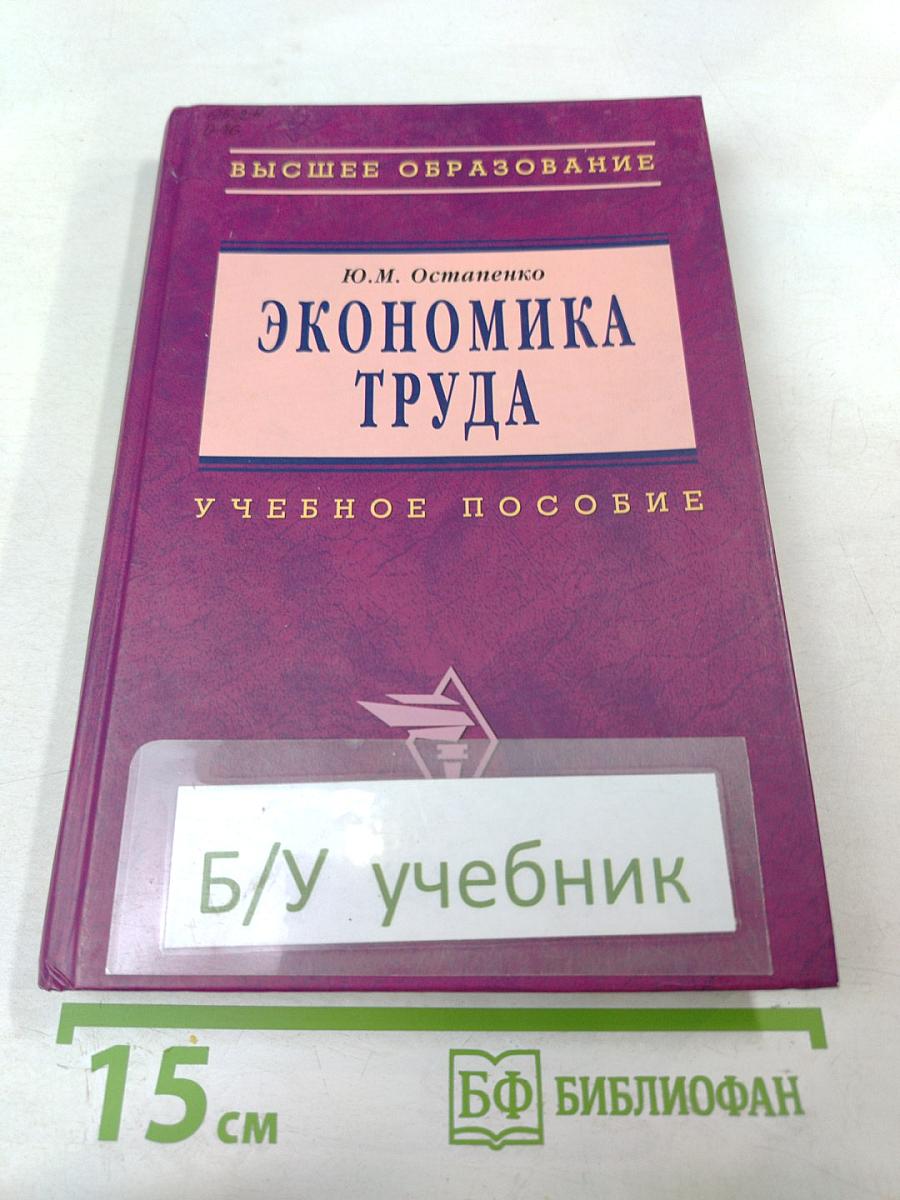 ВЫСШЕЕ ОБРАЗОВАНИЕ
Ю.М. Остапенко
ЭКОНОМИКА
ТРУДА
УЧЕБНОЕ ПОСОБИЕ
Б/У учебник
15 см
БФ БИБЛИОФАН